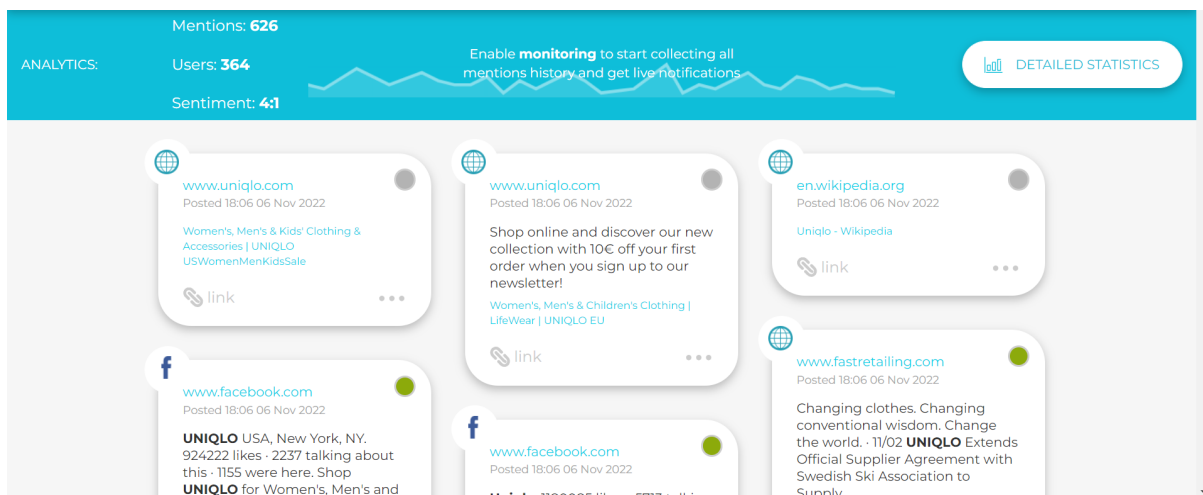 Mentions: 626
ANALYTICS:
Users: 364
Sentiment: 4:1
Enable monitoring to start collecting all
mentions history and get live notifications
DETAILED STATISTICS
www.uniqlo.com
Posted 18:06 06 Nov 2022
Women's, Men's & Kids' Clothing &
Accessories | UNIQLO
USWomenMenKidsSale
link
www.uniqlo.com
Posted 18:06 06 Nov 2022
Shop online and discover our new
collection with 10€ off your first
order when you sign up to our
newsletter!
Women's, Men's & Children's Clothing |
LifeWear | UNIQLO EU
link
en.wikipedia.org
Posted 18:06 06 Nov 2022
Uniqlo - Wikipedia
link
www.facebook.com
Posted 18:06 06 Nov 2022
UNIQLO USA, New York, NY.
924222 likes · 2237 talking about
this · 1155 were here. Shop
UNIQLO for Women's, Men's and
www.facebook.com
Posted 18:06 06 Nov 2022
www.fastretailing.com
Posted 18:06 06 Nov 2022
Changing clothes. Changing
conventional wisdom. Change
the world. · 11/02 UNIQLO Extends
Official Supplier Agreement with
Swedish Ski Association to
Supply